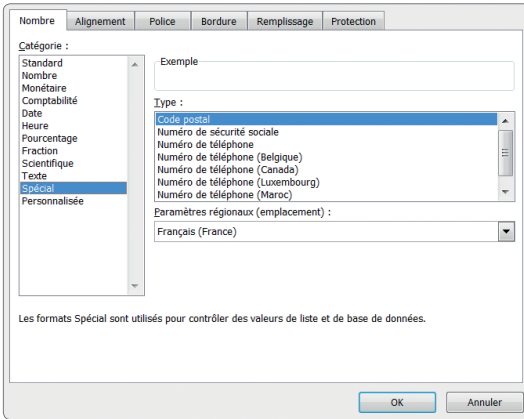 Nombre Alignement Police Bordure Remplissage Protection
Catégorie :
Standard
Nombre
Monétaire
Comptabilité
Date
Heure
Pourcentage
Fraction
Scientifique
Texte
Spécial
Personnalisée
Exemple
Type :
Code postal
Numéro de sécurité sociale
Numéro de téléphone
Numéro de téléphone (Belgique)
Numéro de téléphone (Canada)
Numéro de téléphone (Luxembourg)
Numéro de téléphone (Maroc)
Paramètres régionaux (emplacement) :
Français (France)
Les formats Spécial sont utilisés pour contrôler des valeurs de liste et de base de données.
OK Annuler